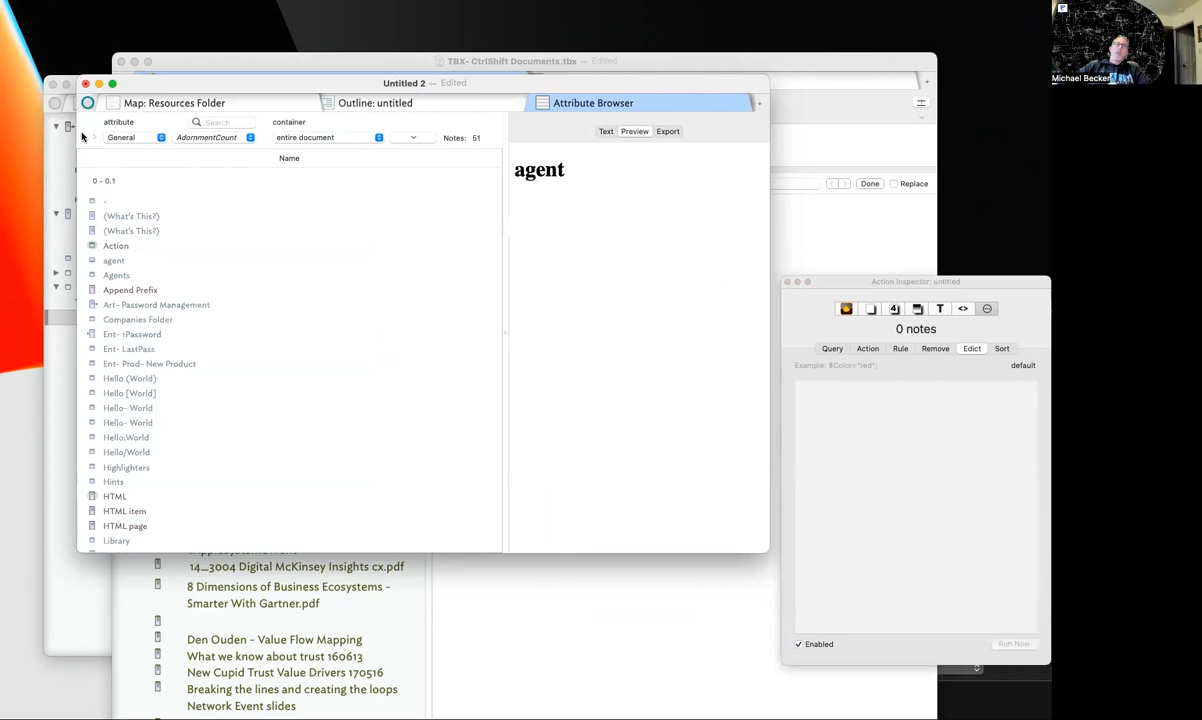 Michael Becker
TBX- CtrlShift Documents.tbx — Edited
Untitled 2 — Edited
Map: Resources Folder
Outline: untitled
Attribute Browser
attribute
Search
container
General
AdornmentCount
entire document
Notes: 51
Text
Preview
Export
Name
agent
0 - 0.1
-
(What's This?)
(What's This?)
Action
agent
Agents
Append Prefix
Art- Password Management
Companies Folder
Ent- 1Password
Ent- LastPass
Ent- Prod- New Product
Hello (World)
Hello [World]
Hello- World
Hello- World
Hello:World
Hello/World
Highlighters
Hints
HTML
HTML item
HTML page
Library
Done
Replace
Action Inspector: untitled
0 notes
Query
Action
Rule
Remove
Edict
Sort
Example: $Color="red";
default
Enabled
Run Now
14_3004 Digital McKinsey Insights cx.pdf
8 Dimensions of Business Ecosystems -
Smarter With Gartner.pdf
Den Ouden - Value Flow Mapping
What we know about trust 160613
New Cupid Trust Value Drivers 170516
Breaking the lines and creating the loops
Network Event slides